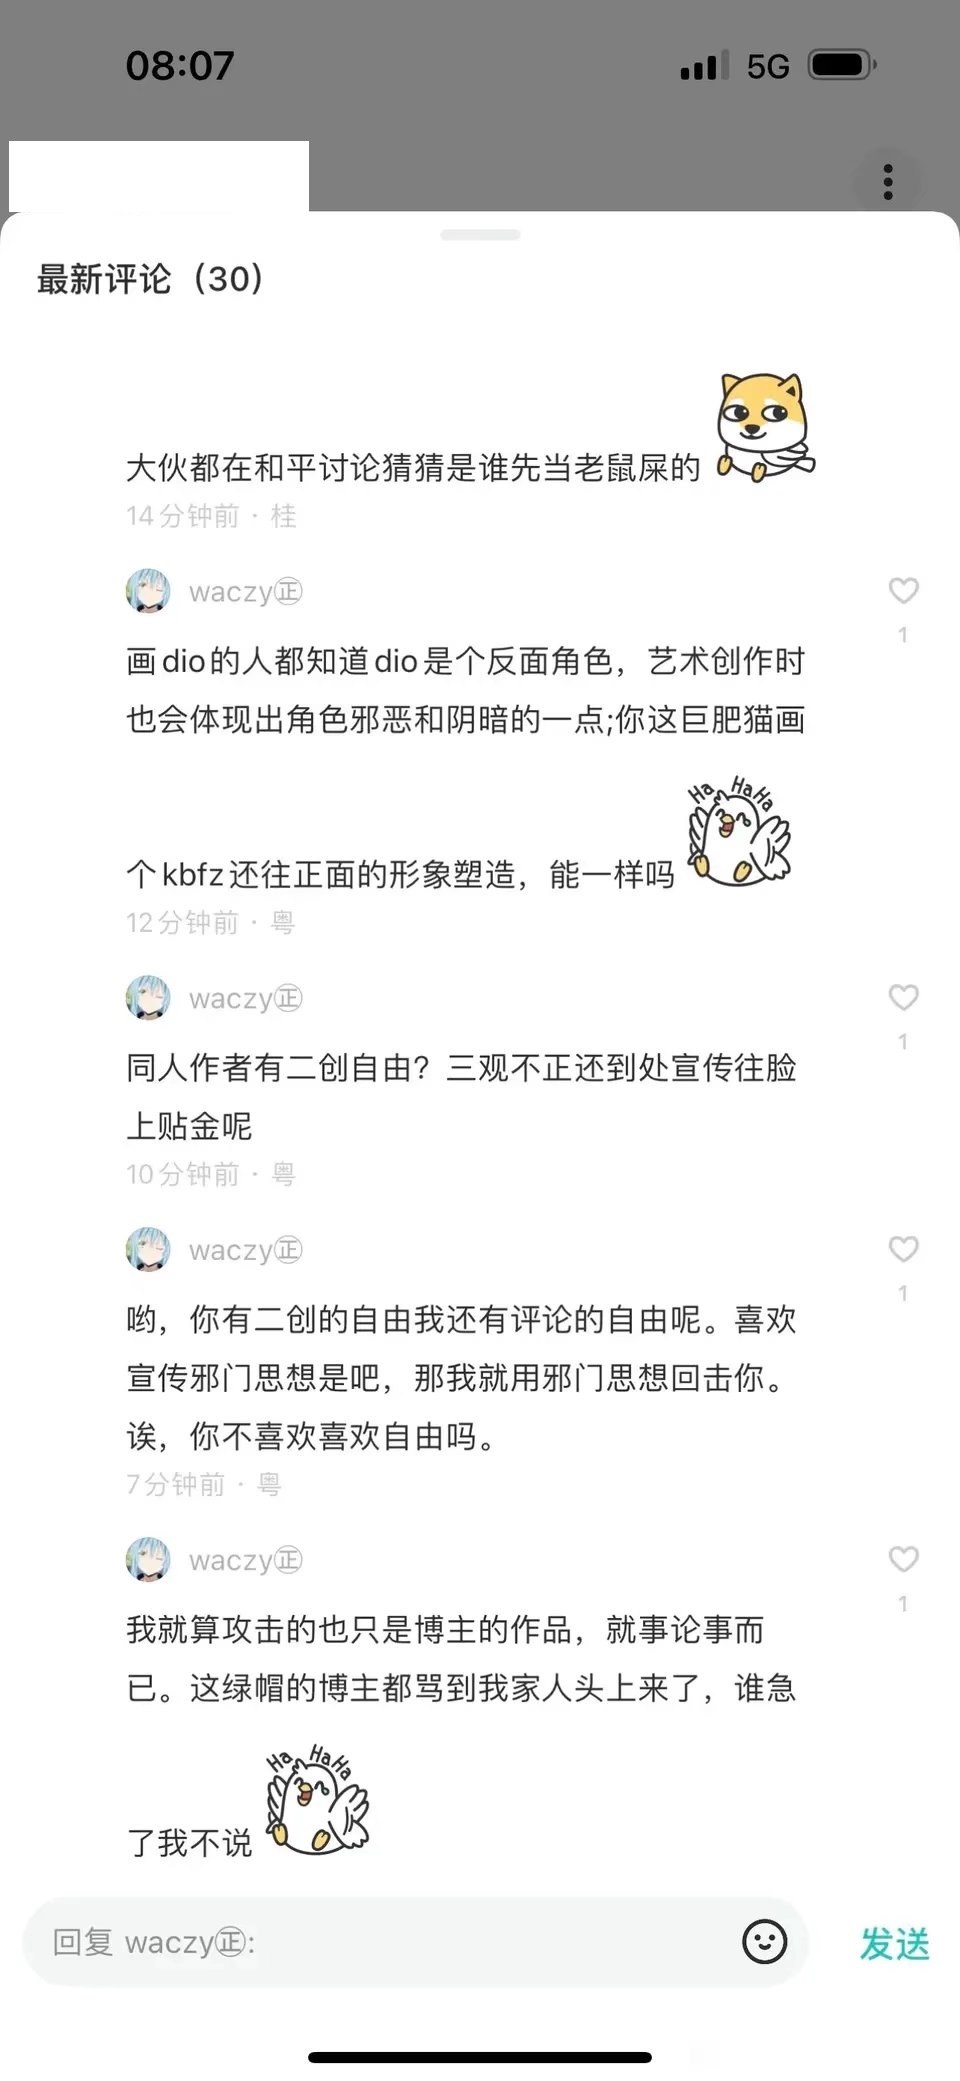 08:07
5G
最新评论（30）
大伙都在和平讨论猜猜是谁先当老鼠屎的
14分钟前 · 桂
waczy㊣
1
画dio的人都知道dio是个反面角色，艺术创作时
也会体现出角色邪恶和阴暗的一点;你这巨肥猫画
Ha HaHa
个kbfz还往正面的形象塑造，能一样吗
12分钟前 · 粤
waczy㊣
1
同人作者有二创自由？三观不正还到处宣传往脸
上贴金呢
10分钟前 · 粤
waczy㊣
1
哟，你有二创的自由我还有评论的自由呢。喜欢
宣传邪门思想是吧，那我就用邪门思想回击你。
诶，你不喜欢喜欢自由吗。
7分钟前 · 粤
waczy㊣
1
我就算攻击的也只是博主的作品，就事论事而
已。这绿帽的博主都骂到我家人头上来了，谁急
Ha HaHa
了我不说
回复 waczy㊣:
发送